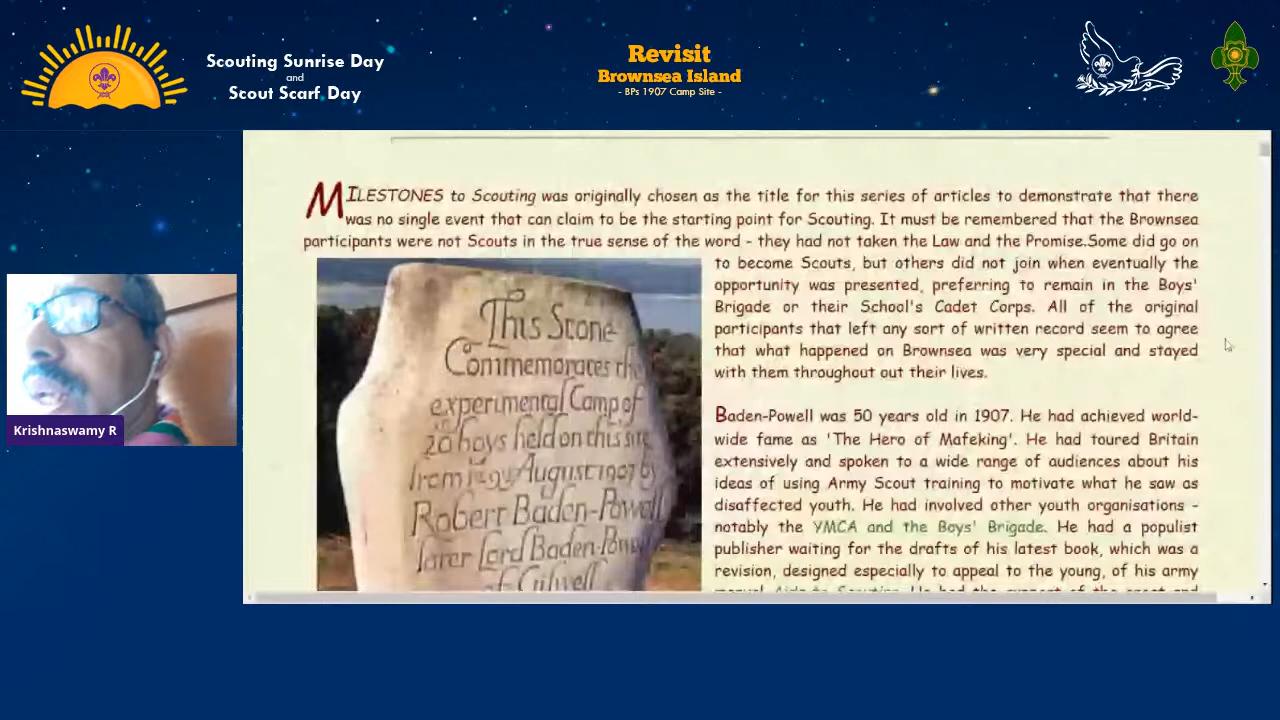 Scouting Sunrise Day
and
Scout Scarf Day
Revisit
Brownsea Island
- BPs 1907 Camp Site -
MILESTONES to Scouting was originally chosen as the title for this series of articles to demonstrate that there
was no single event that can claim to be the starting point for Scouting. It must be remembered that the Brownsea
participants were not Scouts in the true sense of the word - they had not taken the Law and the Promise.Some did go on
to become Scouts, but others did not join when eventually the
opportunity was presented, preferring to remain in the Boys'
Brigade or their School's Cadet Corps. All of the original
participants that left any sort of written record seem to agree
that what happened on Brownsea was very special and stayed
with them throughout out their lives.
Baden-Powell was 50 years old in 1907. He had achieved world-
wide fame as 'The Hero of Mafeking'. He had toured Britain
extensively and spoken to a wide range of audiences about his
ideas of using Army Scout training to motivate what he saw as
disaffected youth. He had involved other youth organisations -
notably the YMCA and the Boys' Brigade. He had a populist
publisher waiting for the drafts of his latest book, which was a
revision, designed especially to appeal to the young, of his army
This Stone
Commemorates the
experimental Camp of
20 boys held on this site
from 1st-9th August 1907 by
Robert Baden-Powell
later Lord Baden-Powell
of Gilwell
Krishnaswamy R